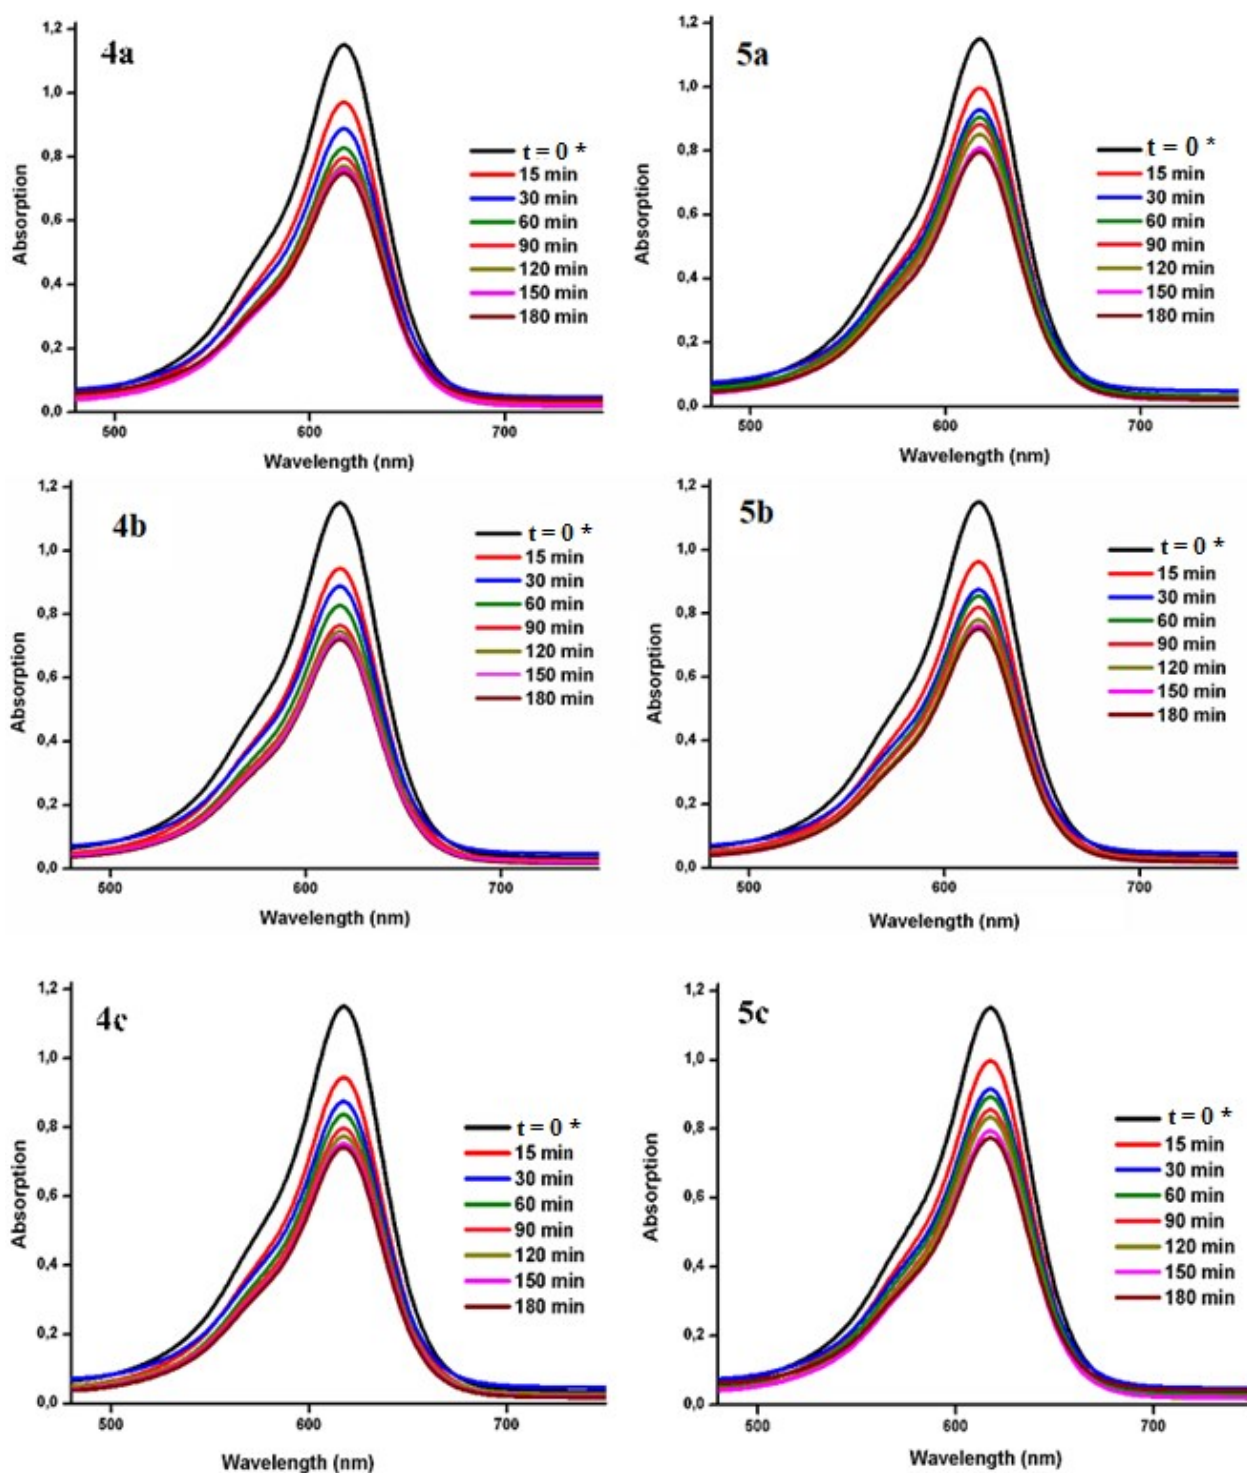 4a
1,2
1,0
0,8
0,6
0,4
0,2
0,0
Absorption
500
600
700
Wavelength (nm)
t = 0 *
15 min
30 min
60 min
90 min
120 min
150 min
180 min
5a
1,2
1,0
0,8
0,6
0,4
0,2
0,0
Absorption
500
600
700
Wavelength (nm)
t = 0 *
15 min
30 min
60 min
90 min
120 min
150 min
180 min
4b
1,2
1,0
0,8
0,6
0,4
0,2
0,0
Absorption
500
600
700
Wavelength (nm)
t = 0 *
15 min
30 min
60 min
90 min
120 min
150 min
180 min
5b
1,2
1,0
0,8
0,6
0,4
0,2
0,0
Absorption
500
600
700
Wavelength (nm)
t = 0 *
15 min
30 min
60 min
90 min
120 min
150 min
180 min
4c
1,2
1,0
0,8
0,6
0,4
0,2
0,0
Absorption
500
600
700
Wavelength (nm)
t = 0 *
15 min
30 min
60 min
90 min
120 min
150 min
180 min
5c
1,2
1,0
0,8
0,6
0,4
0,2
0,0
Absorption
500
600
700
Wavelength (nm)
t = 0 *
15 min
30 min
60 min
90 min
120 min
150 min
180 min